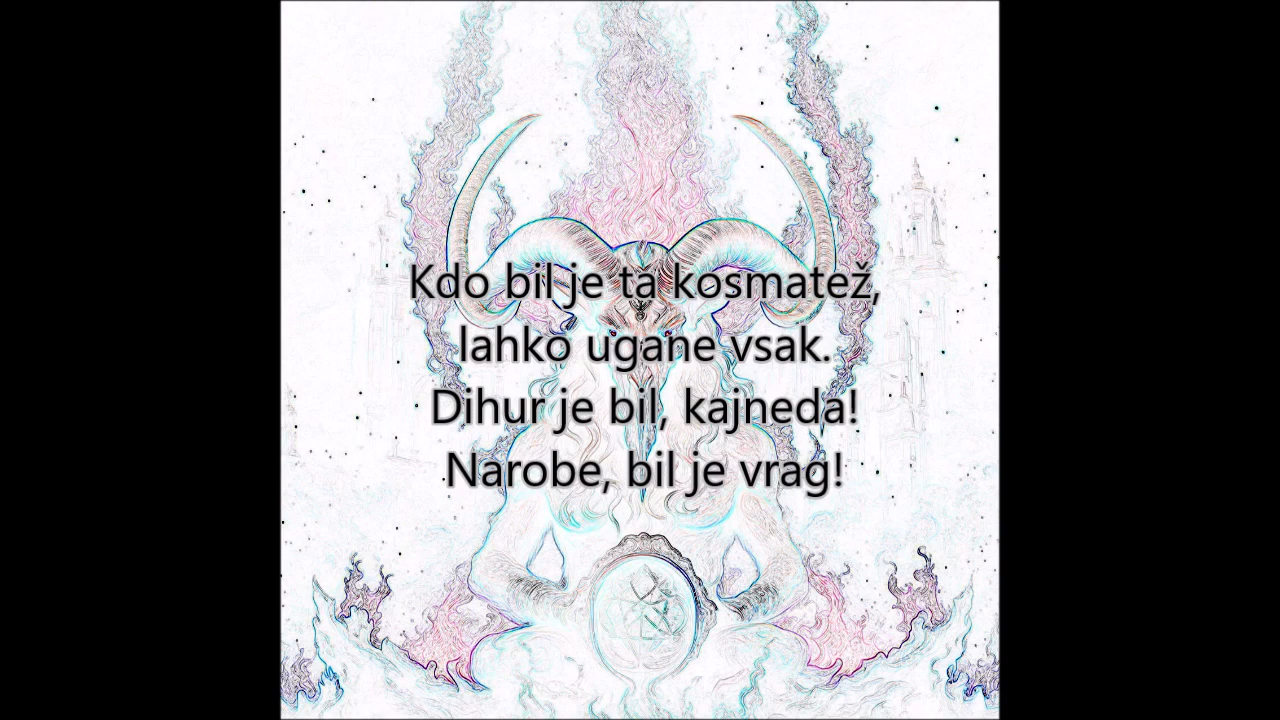 Kdo bil je ta kosmatež,
lahko ugane vsak.
Dihur je bil, kajneda!
Narobe, bil je vrag!